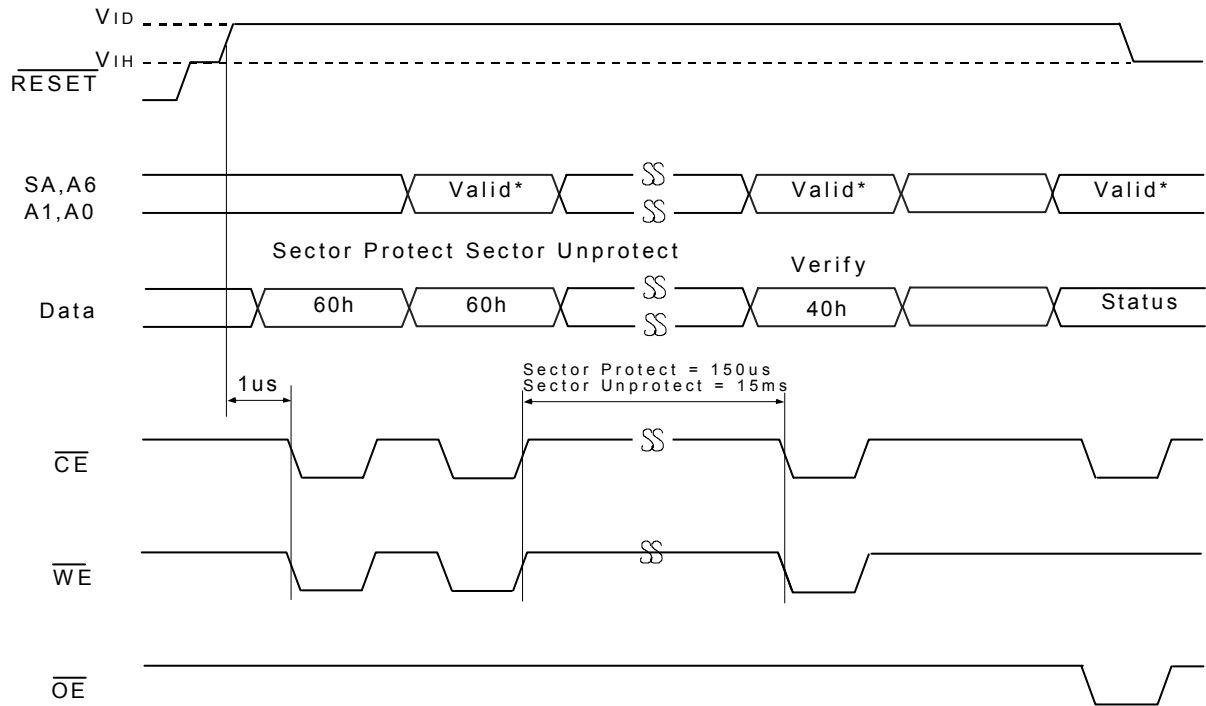 VID
VIH
RESET
SA,A6
A1,A0
Valid*
Valid*
Valid*
Sector Protect Sector Unprotect
Verify
Data
60h
60h
40h
Status
1us
Sector Protect = 150us
Sector Unprotect = 15ms
CE
WE
OE